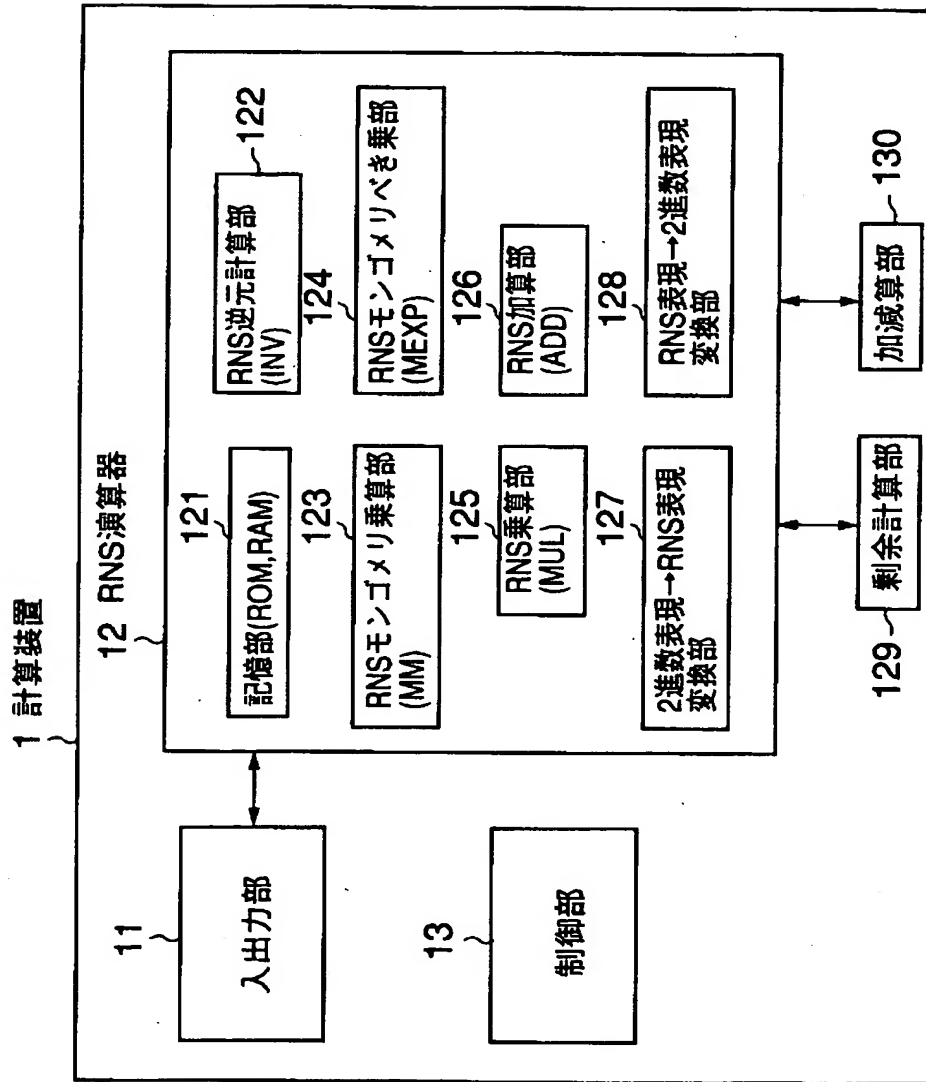 1 計算装置
12 RNS演算器
11
入出力部
13
制御部
121
記憶部(ROM,RAM)
RNS逆元計算部
(INV)
122
123
RNSモンゴメリ乗算部
(MM)
124
RNSモンゴメリべき乗部
(MEXP)
125
RNS乗算部
(MUL)
126
RNS加算部
(ADD)
127
2進数表現→RNS表現
変換部
128
RNS表現→2進数表現
変換部
129
剰余計算部
加減算部
130